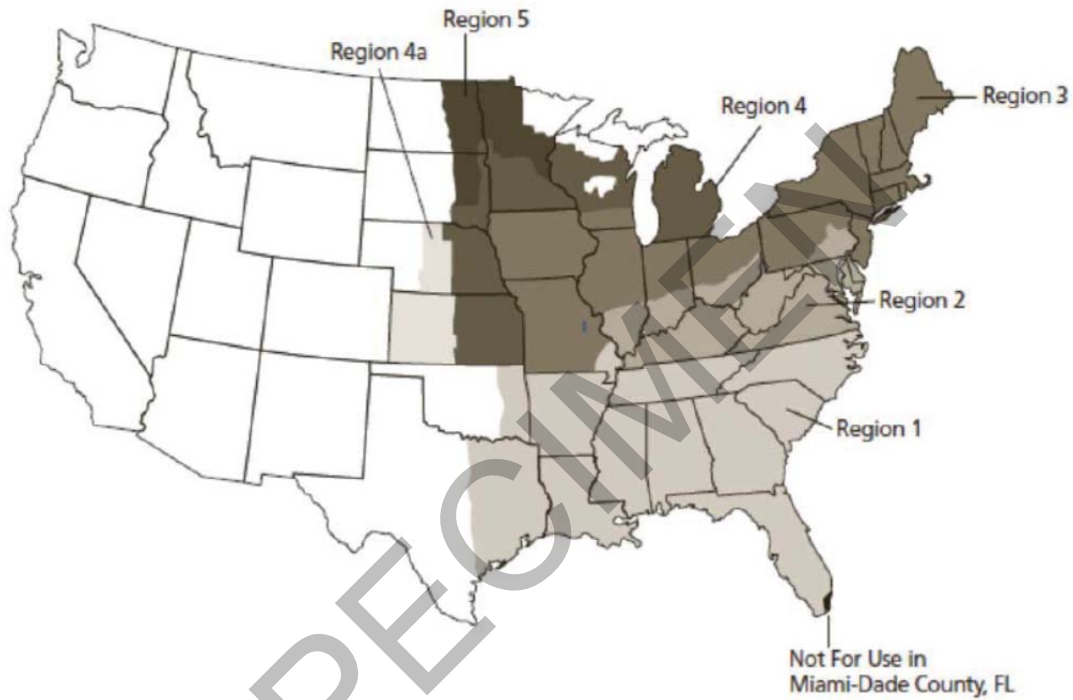 Region 5
Region 4a
Region 4
Region 3
Region 2
Region 1
Not For Use in
Miami-Dade County, FL
SPECIMEN